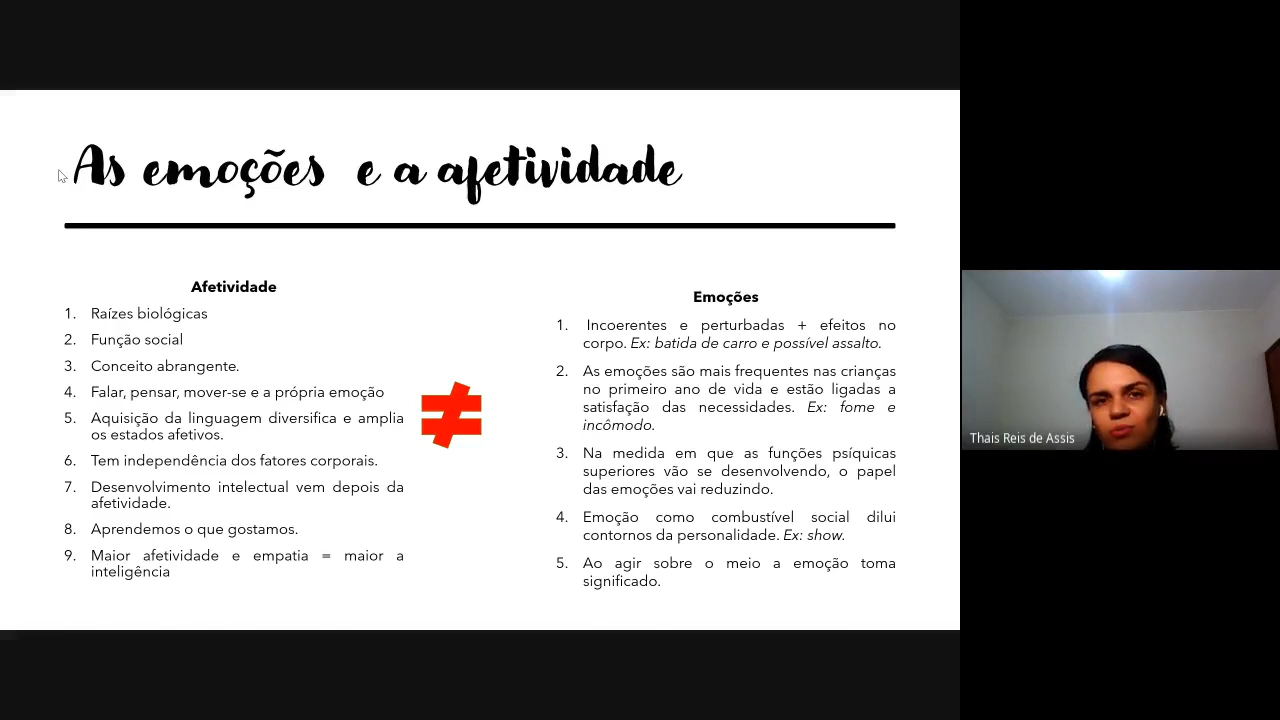 As emoções e a afetividade
Afetividade
1. Raízes biológicas
2. Função social
3. Conceito abrangente.
4. Falar, pensar, mover-se e a própria emoção
5. Aquisição da linguagem diversifica e amplia
os estados afetivos.
6. Tem independência dos fatores corporais.
7. Desenvolvimento intelectual vem depois da
afetividade.
8. Aprendemos o que gostamos.
9. Maior afetividade e empatia = maior a
inteligência
≠
Emoções
1. Incoerentes e perturbadas + efeitos no
corpo. Ex: batida de carro e possível assalto.
2. As emoções são mais frequentes nas crianças
no primeiro ano de vida e estão ligadas a
satisfação das necessidades. Ex: fome e
incômodo.
3. Na medida em que as funções psíquicas
superiores vão se desenvolvendo, o papel
das emoções vai reduzindo.
4. Emoção como combustível social dilui
contornos da personalidade. Ex: show.
5. Ao agir sobre o meio a emoção toma
significado.
Thais Reis de Assis